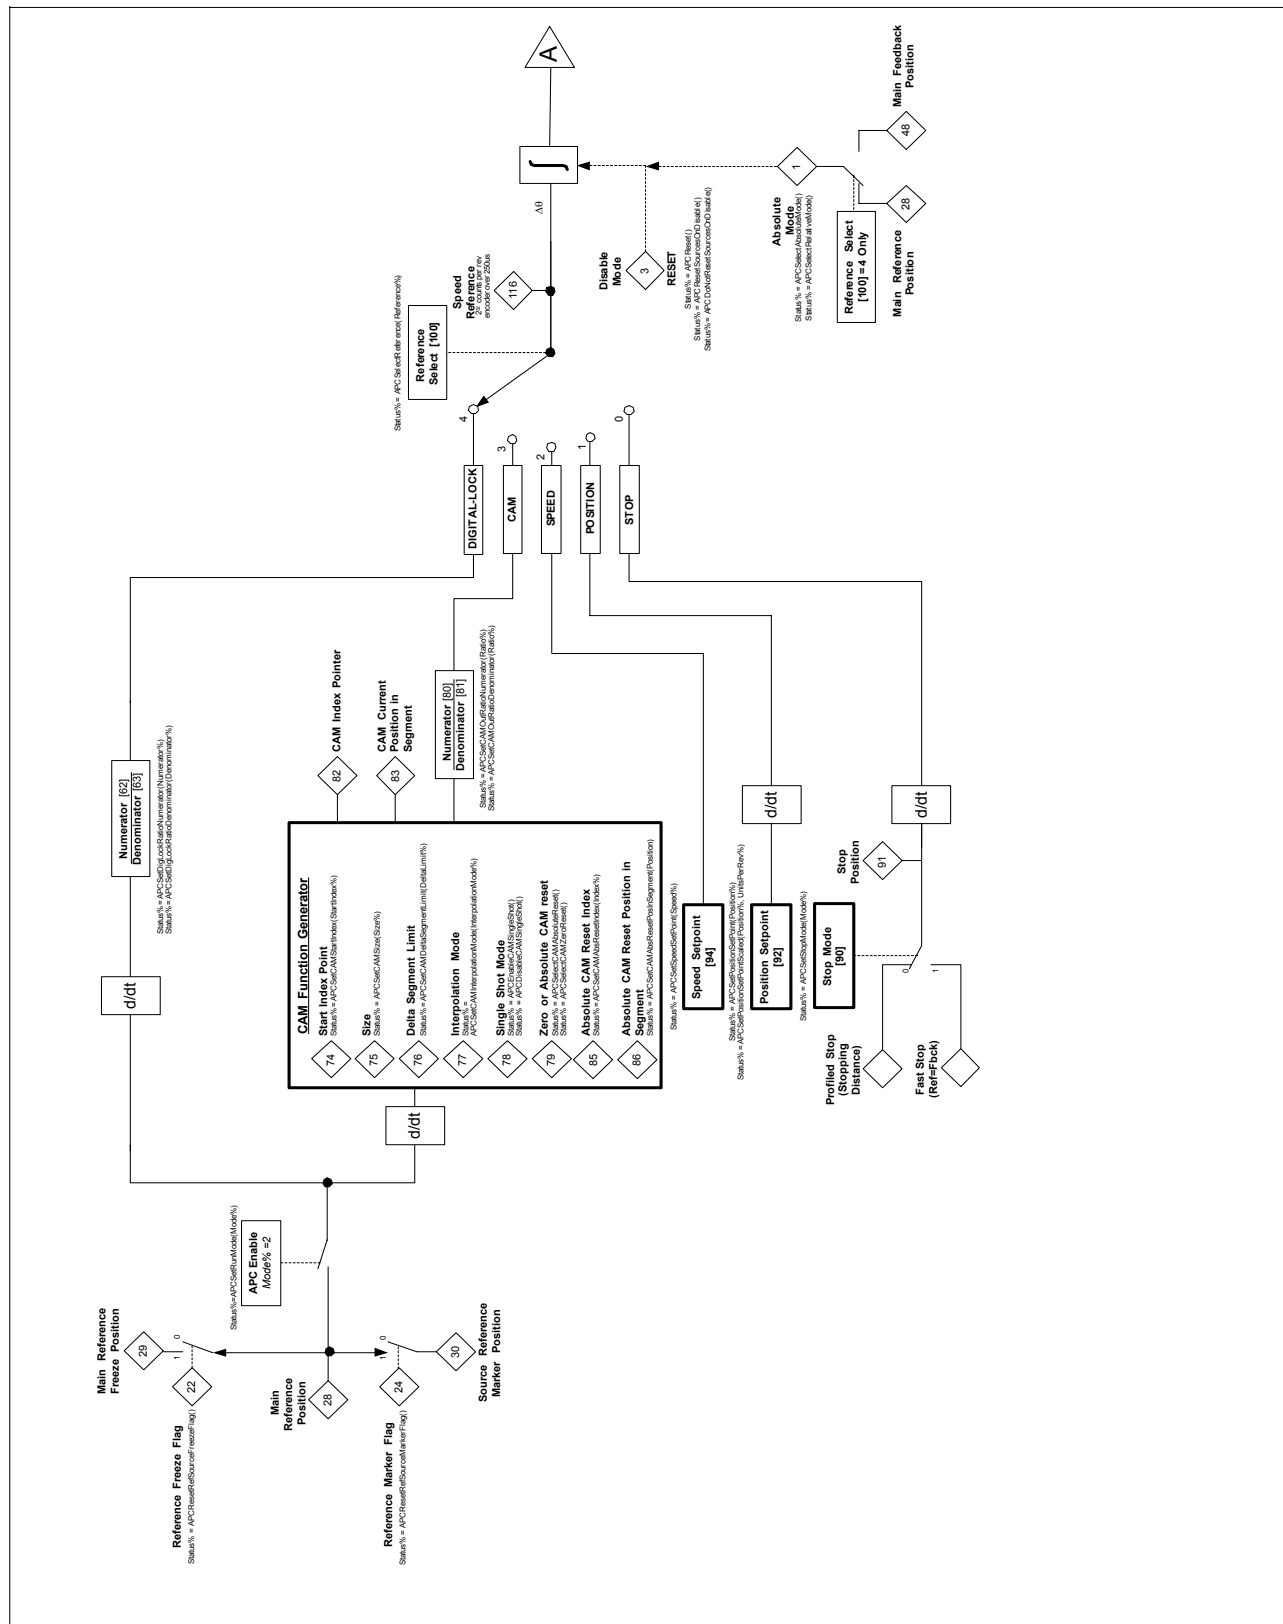 Main Reference
Freeze Position
29
1
0
22
Reference Freeze Flag
Status% = APCResetRefSourceFreezeFlag()
Main
Reference
Position
28
1
0
24
30
Source Reference
Marker Position
Reference Marker Flag
Status% = APCResetRefSourceMarkerFlag()
Status%=APCSetRunMode(Mode%)
APC Enable
Mode% =2
d/dt
d/dt
Numerator [62]
Denominator [63]
Status% = APCSetDigLockRatioNumerator(Numerator%)
Status% = APCSetDigLockRatioDenominator(Denominator%)
CAM Function Generator
74
Start Index Point
Status% = APCSetCAMStartIndex(StartIndex%)
75
Size
Status% = APCSetCAMSize(Size%)
76
Delta Segment Limit
Status% = APCSetCAMDeltaSegmentLimit(DeltaLimit%)
77
Interpolation Mode
Status% =
APCSetCAMInterpolationMode(InterpolationMode%)
78
Single Shot Mode
Status% = APCEnableCAMSingleShot()
Status% = APCDisableCAMSingleShot()
79
Zero or Absolute CAM reset
Status% = APCSelectCAMAbsoluteReset()
Status% = APCSelectCAMZeroReset()
85
Absolute CAM Reset Index
Status% = APCSetCAMAbsResetIndex(Index%)
86
Absolute CAM Reset Position in
Segment
Status% = APCSetCAMAbsResetPosInSegment(Position)
82
CAM Index Pointer
83
CAM Current
Position in
Segment
Numerator [80]
Denominator [81]
Status% = APCSetCAMOutRatioNumerator(Ratio%)
Status% = APCSetCAMOutRatioDenominator(Ratio%)
Status% = APCSetSpeedSetPoint(Speed%)
Speed Setpoint
[94]
Status% = APCSetPositionSetPoint(Position%)
Status% = APCSetPositionSetPointScaled(Position%, UnitsPerRev%)
Position Setpoint
[92]
d/dt
Status% = APCSetStopMode(Mode%)
Stop Mode
[90]
Profiled Stop
(Stopping
Distance)
Fast Stop
(Ref=Fbck)
0
1
Stop
Position
91
d/dt
DIGITAL-LOCK
4
CAM
3
SPEED
2
POSITION
1
STOP
0
Status% = APCSelectReference(Reference%)
Reference
Select [100]
Speed
Reference
2³² counts per rev
encoder over 250us
116
Δθ
∫
A
Disable
Mode
3
RESET
Status% = APCReset()
Status% = APCResetSourcesOnDisable()
Status% = APCDoNotResetSourcesOnDisable()
Absolute
Mode
1
Status% = APCSelectAbsoluteMode()
Status% = APCSelectRelativeMode()
Reference Select
[100] = 4 Only
28
Main Reference
Position
48
Main Feedback
Position